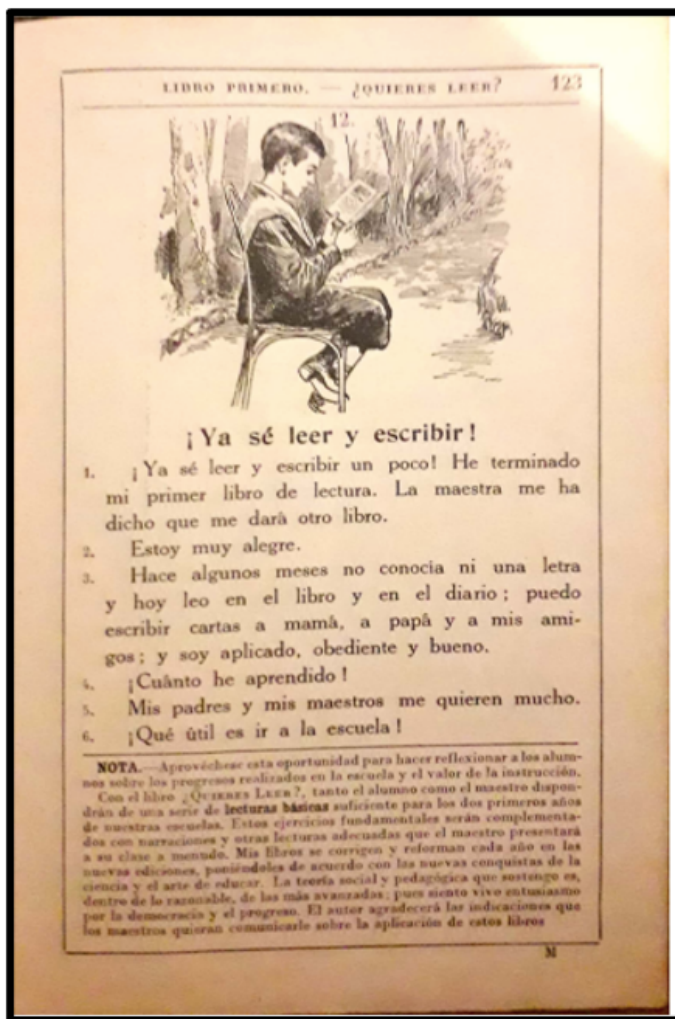 LIBRO PRIMERO. — ¿QUIERES LEER? 123
12.
¡Ya sé leer y escribir!
1. ¡Ya sé leer y escribir un poco! He terminado
mi primer libro de lectura. La maestra me ha
dicho que me dará otro libro.
2. Estoy muy alegre.
3. Hace algunos meses no conocia ni una letra
y hoy leo en el libro y en el diario; puedo
escribir cartas a mamá, a papá y a mis ami-
gos; y soy aplicado, obediente y bueno.
4. ¡Cuánto he aprendido!
5. Mis padres y mis maestros me quieren mucho.
6. ¡Qué útil es ir a la escuela!
NOTA.—Aprovéchese esta oportunidad para hacer reflexionar a los alum-
nos sobre los progresos realizados en la escuela y el valor de la instrucción.
Con el libro ¿QUIERES LEER?, tanto el alumno como el maestro dispon-
drán de una serie de lecturas básicas suficiente para los dos primeros años
de nuestras escuelas. Estos ejercicios fundamentales serán complementa-
dos con narraciones y otras lecturas adecuadas que el maestro presentará
a su clase a menudo. Mis libros se corrigen y reforman cada año en las
nuevas ediciones, poniéndoles de acuerdo con las nuevas conquistas de la
ciencia y el arte de educar. La teoría social y pedagógica que sostengo es,
dentro de lo razonable, de las más avanzadas; pues siento vivo entusiasmo
por la democracia y el progreso. El autor agradecerá las indicaciones que
los maestros quieran comunicarle sobre la aplicación de estos libros
M